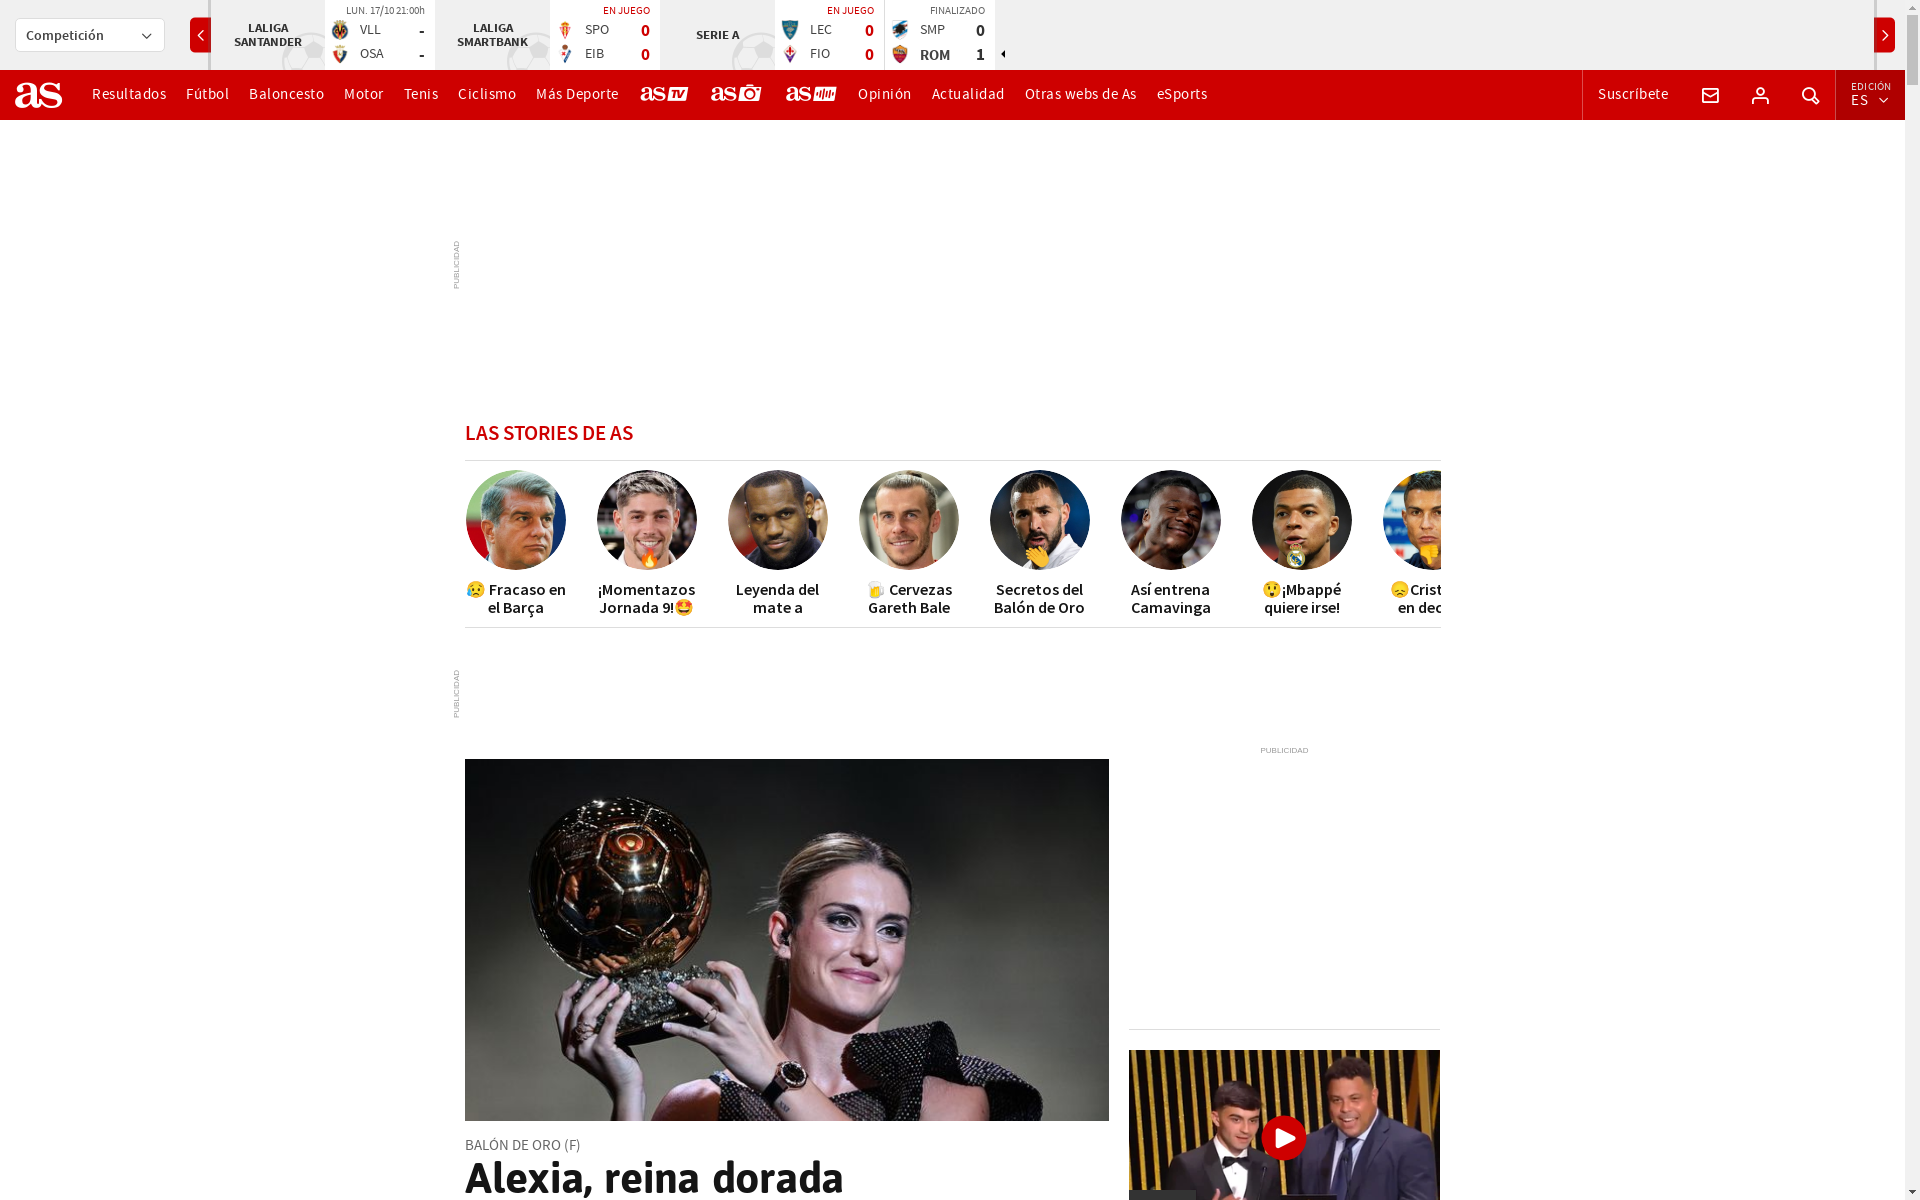 Competición
LALIGA
SANTANDER
LUN. 17/10 21:00h
VLL -
OSA -
LALIGA
SMARTBANK
EN JUEGO
SPO 0
EIB 0
SERIE A
EN JUEGO
LEC 0
FIO 0
FINALIZADO
SMP 0
ROM 1
as Resultados Fútbol Baloncesto Motor Tenis Ciclismo Más Deporte as TV as as Opinión Actualidad Otras webs de As eSports Suscríbete
EDICIÓN
ES
PUBLICIDAD
LAS STORIES DE AS
😥 Fracaso en
el Barça
¡Momentazos
Jornada 9!🤩
Leyenda del
mate a
🍺 Cervezas
Gareth Bale
Secretos del
Balón de Oro
Así entrena
Camavinga
😲¡Mbappé
quiere irse!
😞Crist
en dec
PUBLICIDAD
PUBLICIDAD
BALÓN DE ORO (F)
Alexia, reina dorada